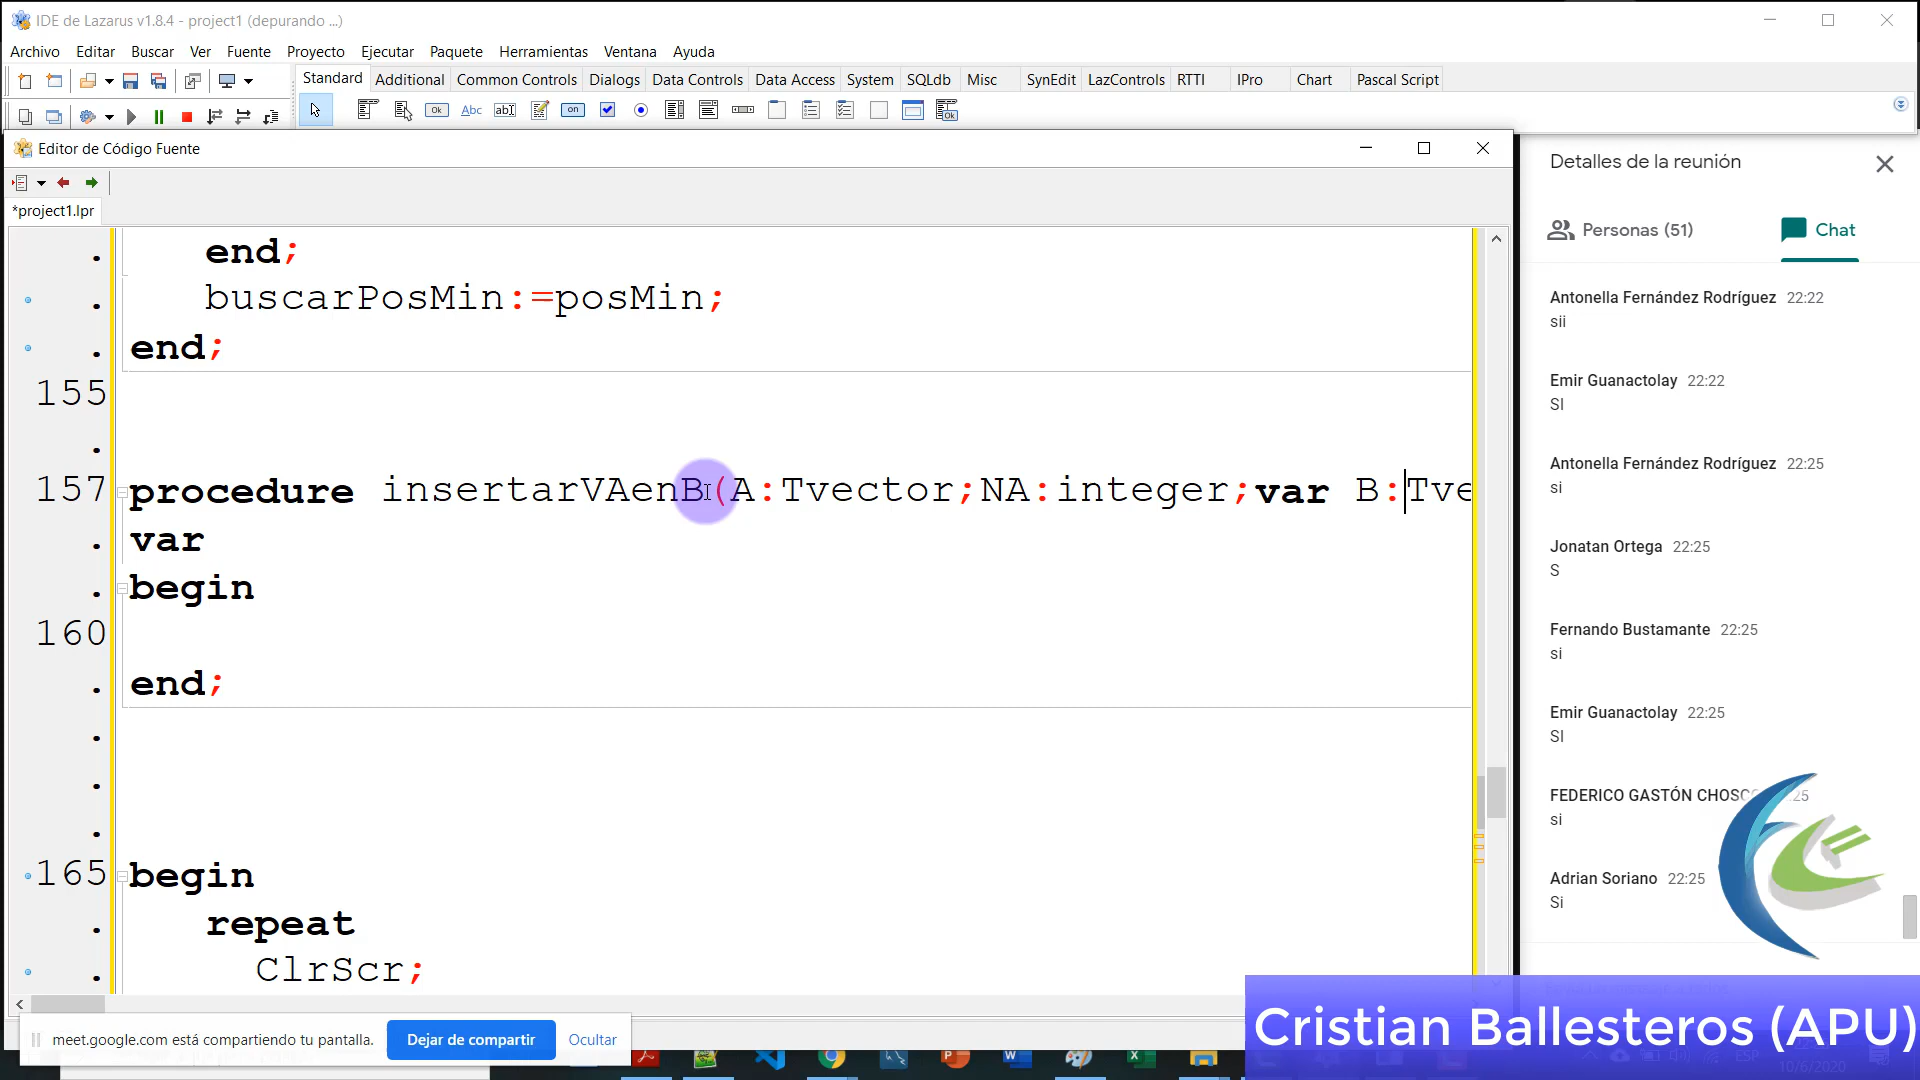 IDE de Lazarus v1.8.4 - project1 (depurando ...)
Archivo Editar Buscar Ver Fuente Proyecto Ejecutar Paquete Herramientas Ventana Ayuda
Standard Additional Common Controls Dialogs Data Controls Data Access System SQLdb Misc SynEdit LazControls RTTI IPro Chart Pascal Script
Editor de Código Fuente
*project1.lpr
end;
buscarPosMin:=posMin;
end;
155
157 procedure insertarVAenB(A:Tvector;NA:integer;var B:Tve
var
begin
160
end;
165 begin
repeat
ClrScr;
Detalles de la reunión
Personas (51) Chat
Antonella Fernández Rodríguez 22:22
sii
Emir Guanactolay 22:22
SI
Antonella Fernández Rodríguez 22:25
si
Jonatan Ortega 22:25
S
Fernando Bustamante 22:25
si
Emir Guanactolay 22:25
SI
FEDERICO GASTÓN
si
Adrian Soriano 22:25
Si
meet.google.com está compartiendo tu pantalla. Dejar de compartir Ocultar
Cristian Ballesteros (APU)
ESP
10/6/2020